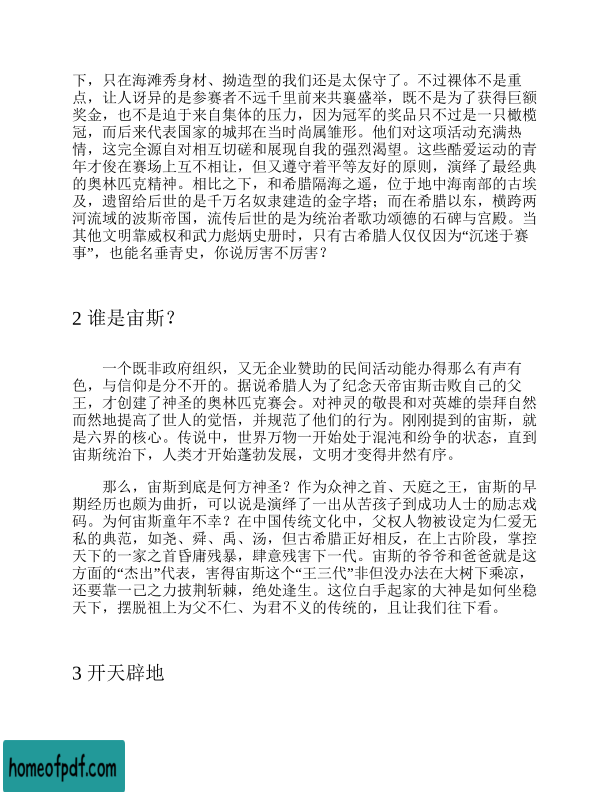 下，只在海滩秀身材、拗造型的我们还是太保守了。不过裸体不是重
点，让人讶异的是参赛者不远千里前来共襄盛举，既不是为了获得巨额
奖金，也不是迫于来自集体的压力，因为冠军的奖品只不过是一只橄榄
冠，而后来代表国家的城邦在当时尚属雏形。他们对这项活动充满热
情，这完全源自对相互切磋和展现自我的强烈渴望。这些酷爱运动的青
年才俊在赛场上互不相让，但又遵守着平等友好的原则，演绎了最经典
的奥林匹克精神。相比之下，和希腊隔海之遥，位于地中海南部的古埃
及，遗留给后世的是千万名奴隶建造的金字塔；而在希腊以东，横跨两
河流域的波斯帝国，流传后世的是为统治者歌功颂德的石碑与宫殿。当
其他文明靠威权和武力彪炳史册时，只有古希腊人仅仅因为“沉迷于赛
事”，也能名垂青史，你说厉害不厉害？
2 谁是宙斯？
一个既非政府组织，又无企业赞助的民间活动能办得那么有声有
色，与信仰是分不开的。据说希腊人为了纪念天帝宙斯击败自己的父
王，才创建了神圣的奥林匹克赛会。对神灵的敬畏和对英雄的崇拜自然
而然地提高了世人的觉悟，并规范了他们的行为。刚刚提到的宙斯，就
是六界的核心。传说中，世界万物一开始处于混沌和纷争的状态，直到
宙斯统治下，人类才开始蓬勃发展，文明才变得井然有序。
那么，宙斯到底是何方神圣？作为众神之首、天庭之王，宙斯的早
期经历也颇为曲折，可以说是演绎了一出从苦孩子到成功人士的励志戏
码。为何宙斯童年不幸？在中国传统文化中，父权人物被设定为仁爱无
私的典范，如尧、舜、禹、汤，但古希腊正好相反，在上古阶段，掌控
天下的一家之首昏庸残暴，肆意残害下一代。宙斯的爷爷和爸爸就是这
方面的“杰出”代表，害得宙斯这个“王三代”非但没办法在大树下乘凉，
还要靠一己之力披荆斩棘，绝处逢生。这位白手起家的大神是如何坐稳
天下，摆脱祖上为父不仁、为君不义的传统的，且让我们往下看。
3 开天辟地
homeofpdf.com